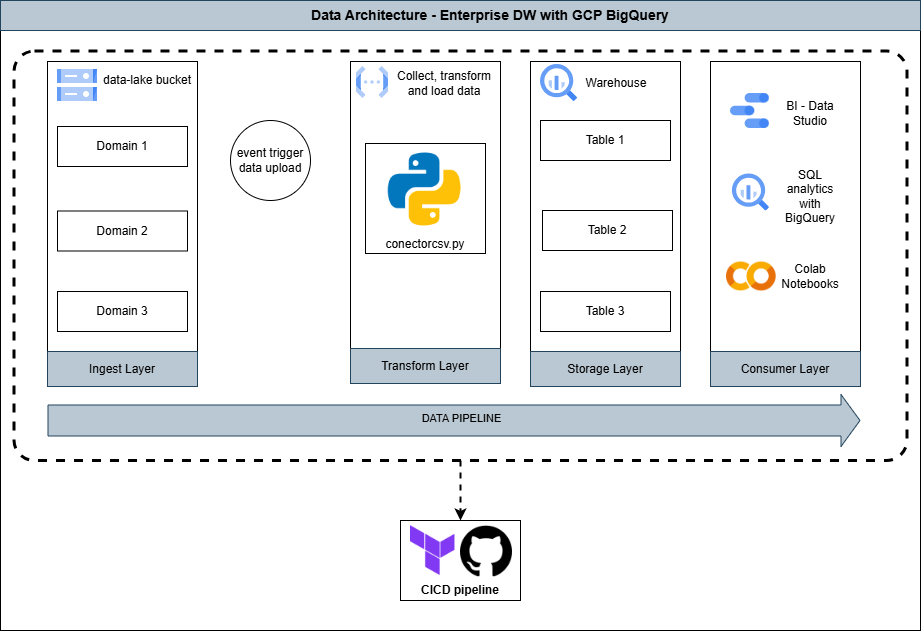 Data Architecture - Enterprise DW with GCP BigQuery
data-lake bucket
Domain 1
Domain 2
Domain 3
Ingest Layer
event trigger
data upload
Collect, transform
and load data
conectorcsv.py
Transform Layer
Warehouse
Table 1
Table 2
Table 3
Storage Layer
BI - Data
Studio
SQL
analytics
with
BigQuery
Colab
Notebooks
Consumer Layer
DATA PIPELINE
CICD pipeline